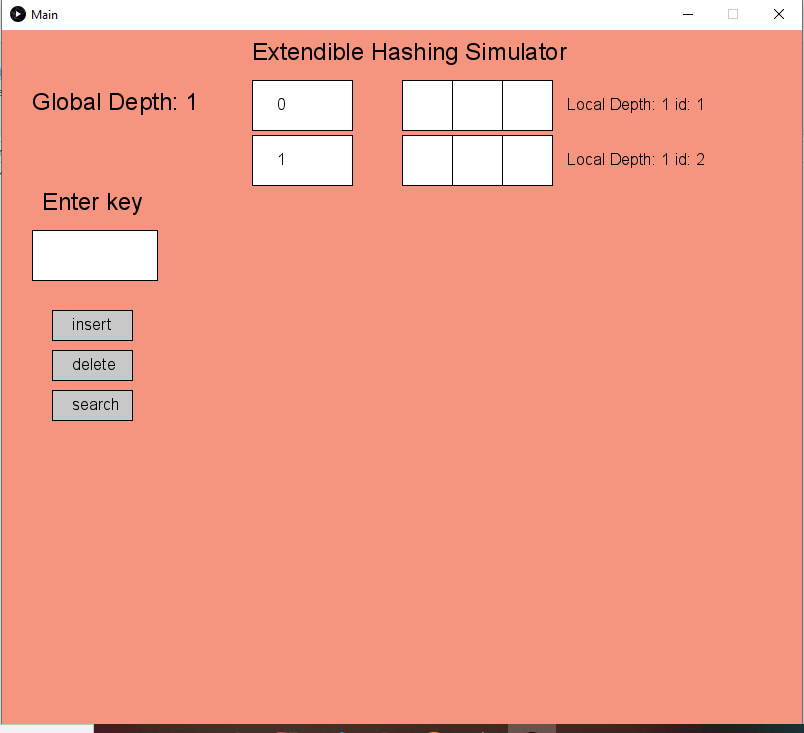 Main
Extendible Hashing Simulator
Global Depth: 1
0
Local Depth: 1 id: 1
1
Local Depth: 1 id: 2
Enter key
insert
delete
search